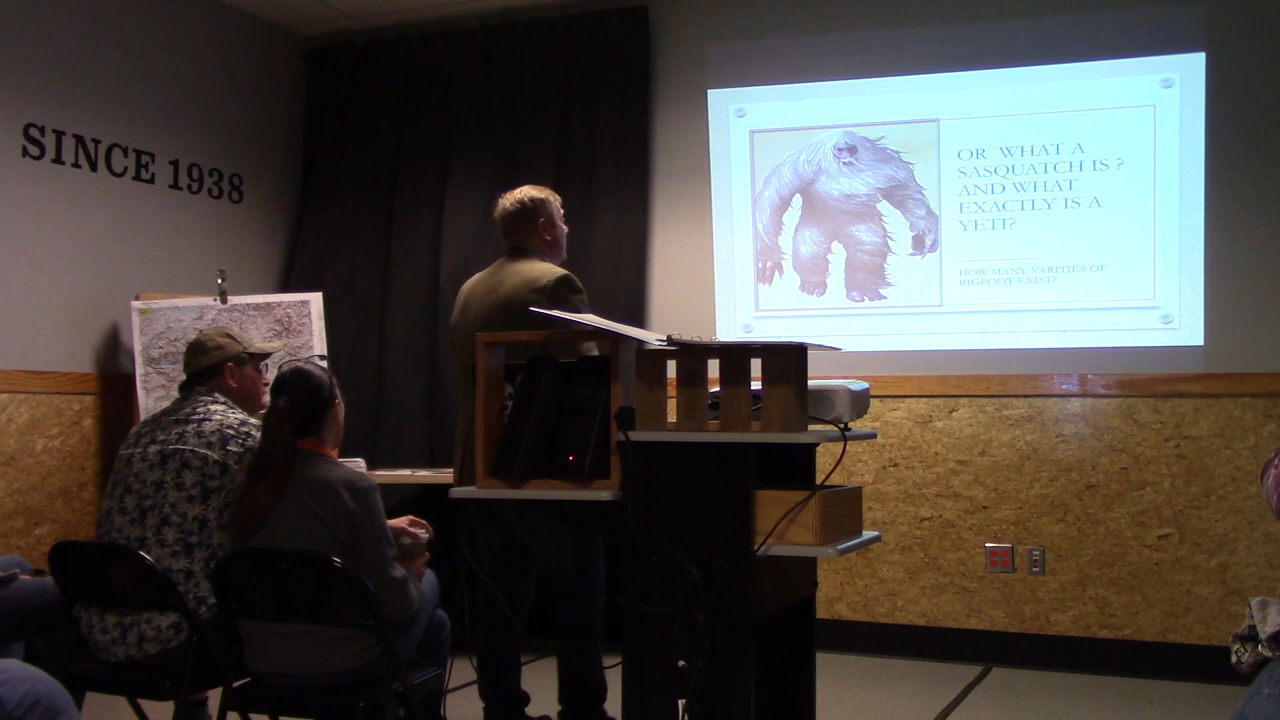 SINCE 1938
OR WHAT A
SASQUATCH IS ?
AND WHAT
EXACTLY IS A
YETI?
HOW MANY VARITIES OF
BIGFOOT EXIST?